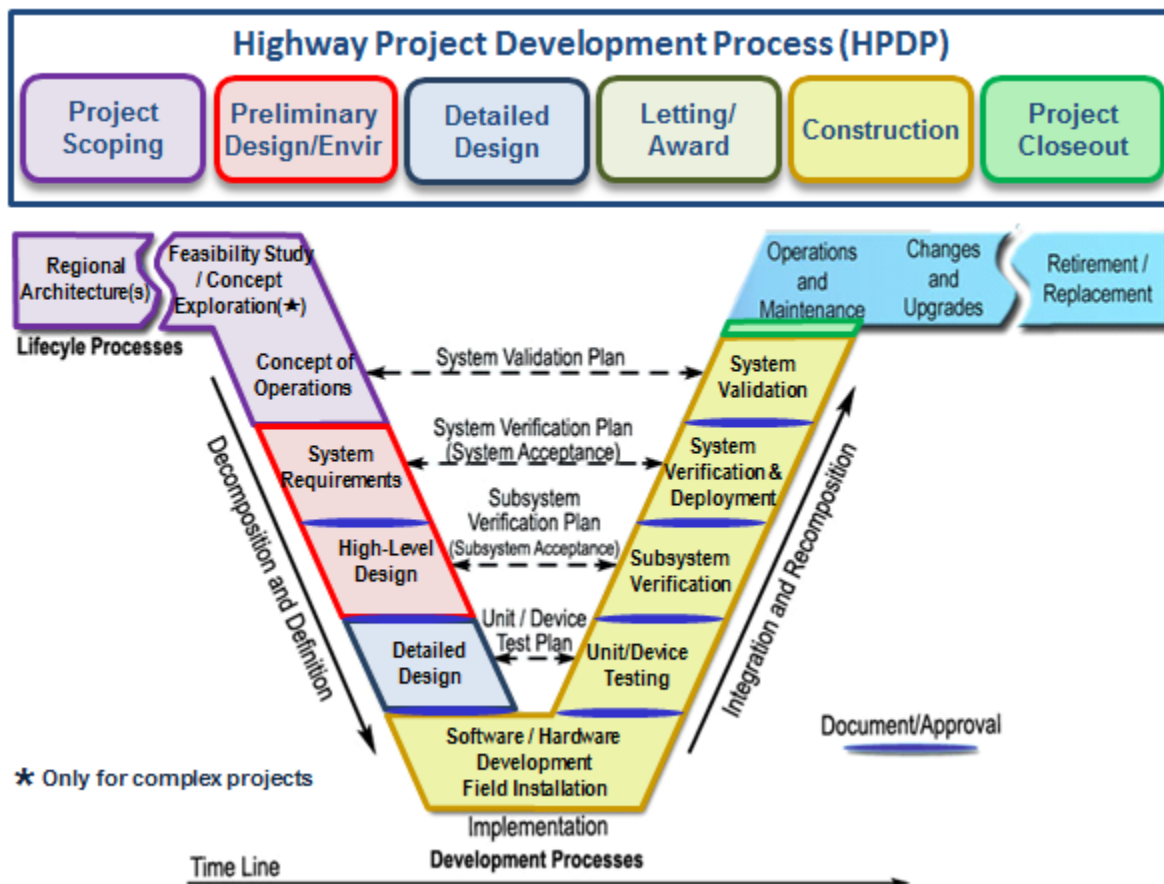 Highway Project Development Process (HPDP)
Project
Scoping
Preliminary
Design/Envir
Detailed
Design
Letting/
Award
Construction
Project
Closeout
Regional
Architecture(s)
Feasibility Study
/ Concept
Exploration(★)
Operations
and
Maintenance
Changes
and
Upgrades
Retirement /
Replacement
Lifecyle Processes
Concept of
Operations
System Validation Plan
System
Validation
System
Requirements
System Verification Plan
(System Acceptance)
System
Verification &
Deployment
High-Level
Design
Subsystem
Verification Plan
(Subsystem Acceptance)
Subsystem
Verification
Detailed
Design
Unit / Device
Test Plan
Unit/Device
Testing
Decomposition and Definition
Integration and Recomposition
Software / Hardware
Development
Field Installation
Document/Approval
★ Only for complex projects
Implementation
Development Processes
Time Line